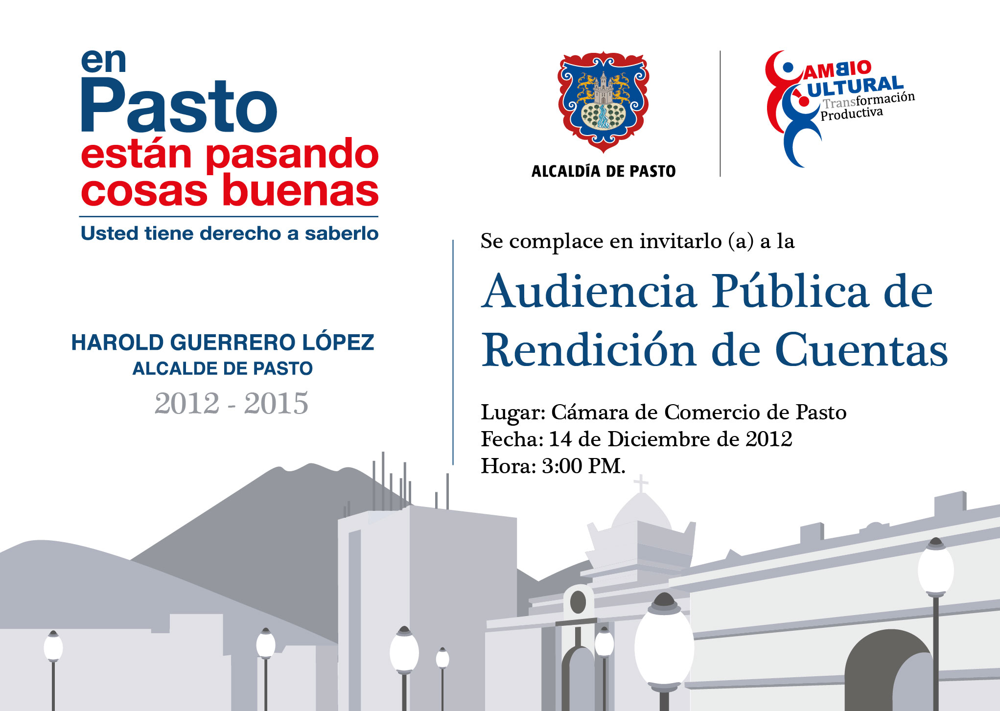 en
Pasto
están pasando
cosas buenas
Usted tiene derecho a saberlo
HAROLD GUERRERO LÓPEZ
ALCALDE DE PASTO
2012 - 2015
ALCALDÍA DE PASTO
CAMBIO
CULTURAL
Transformación
Productiva
Se complace en invitarlo (a) a la
Audiencia Pública de
Rendición de Cuentas
Lugar: Cámara de Comercio de Pasto
Fecha: 14 de Diciembre de 2012
Hora: 3:00 PM.